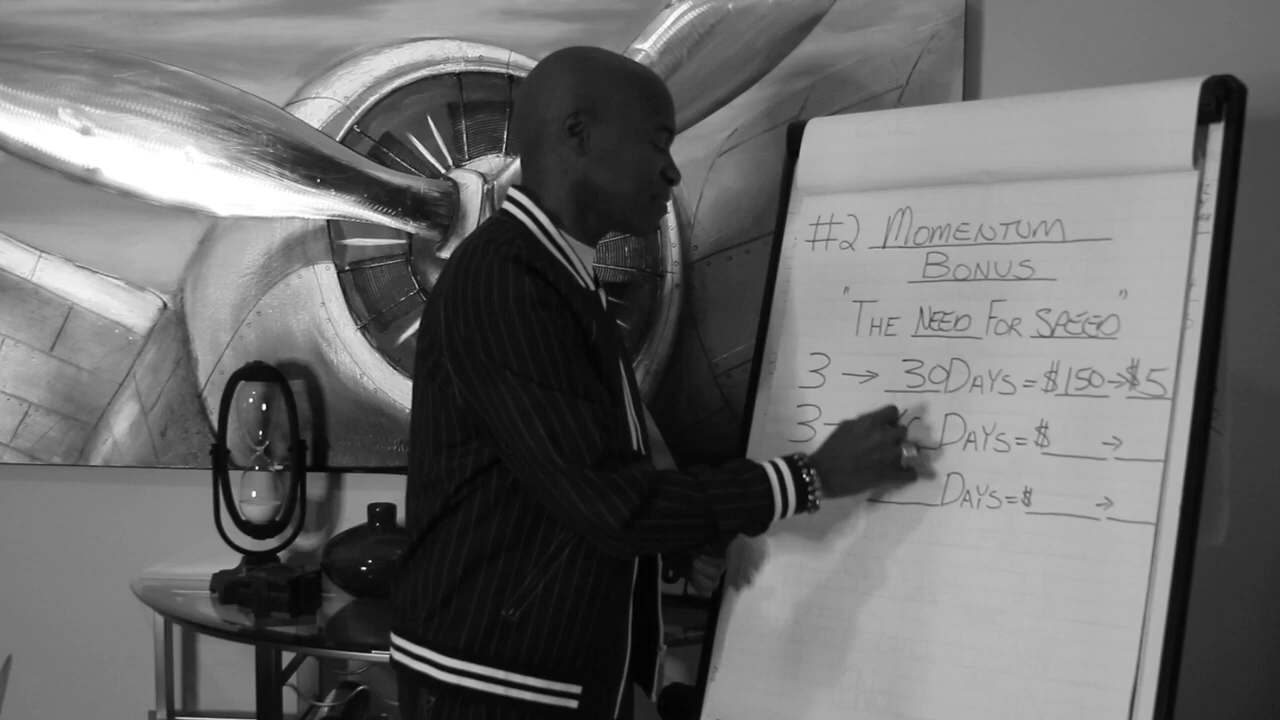 #2 MOMENTUM
BONUS
"THE NEED FOR SPEED"
3 → 30 DAYS = $150 → $5
3 DAYS = $ →
DAYS = $ →